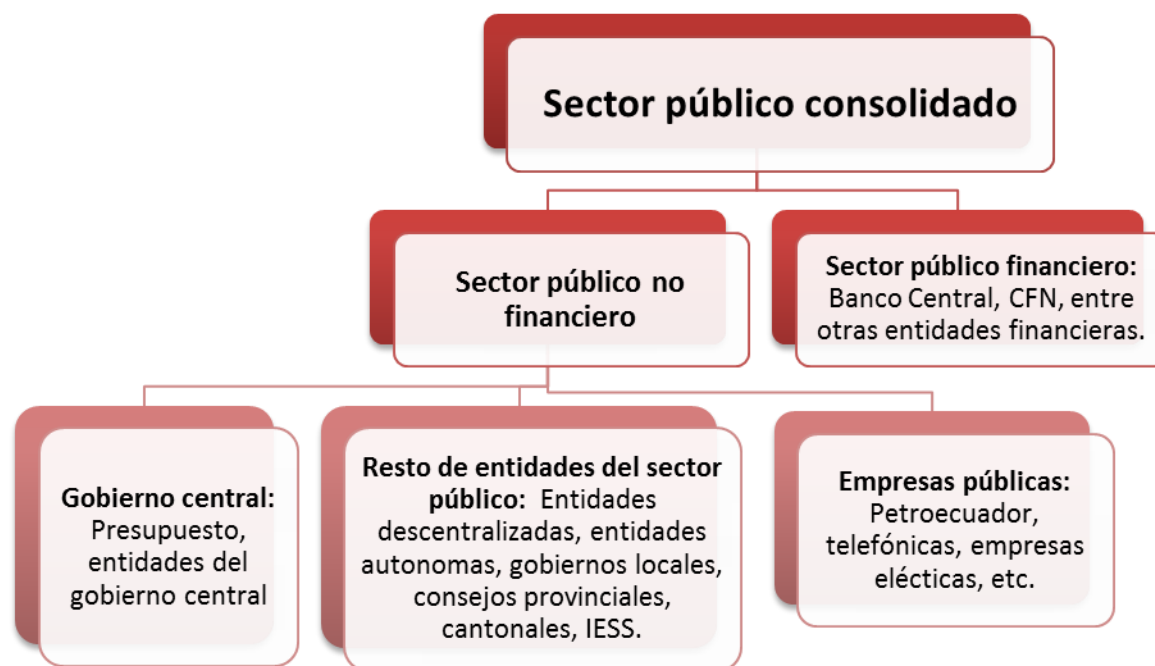 Sector público consolidado
Sector público no
financiero
Sector público financiero:
Banco Central, CFN, entre
otras entidades financieras.
Gobierno central:
Presupuesto,
entidades del
gobierno central
Resto de entidades del sector
público: Entidades
descentralizadas, entidades
autonomas, gobiernos locales,
consejos provinciales,
cantonales, IESS.
Empresas públicas:
Petroecuador,
telefónicas, empresas
elécticas, etc.